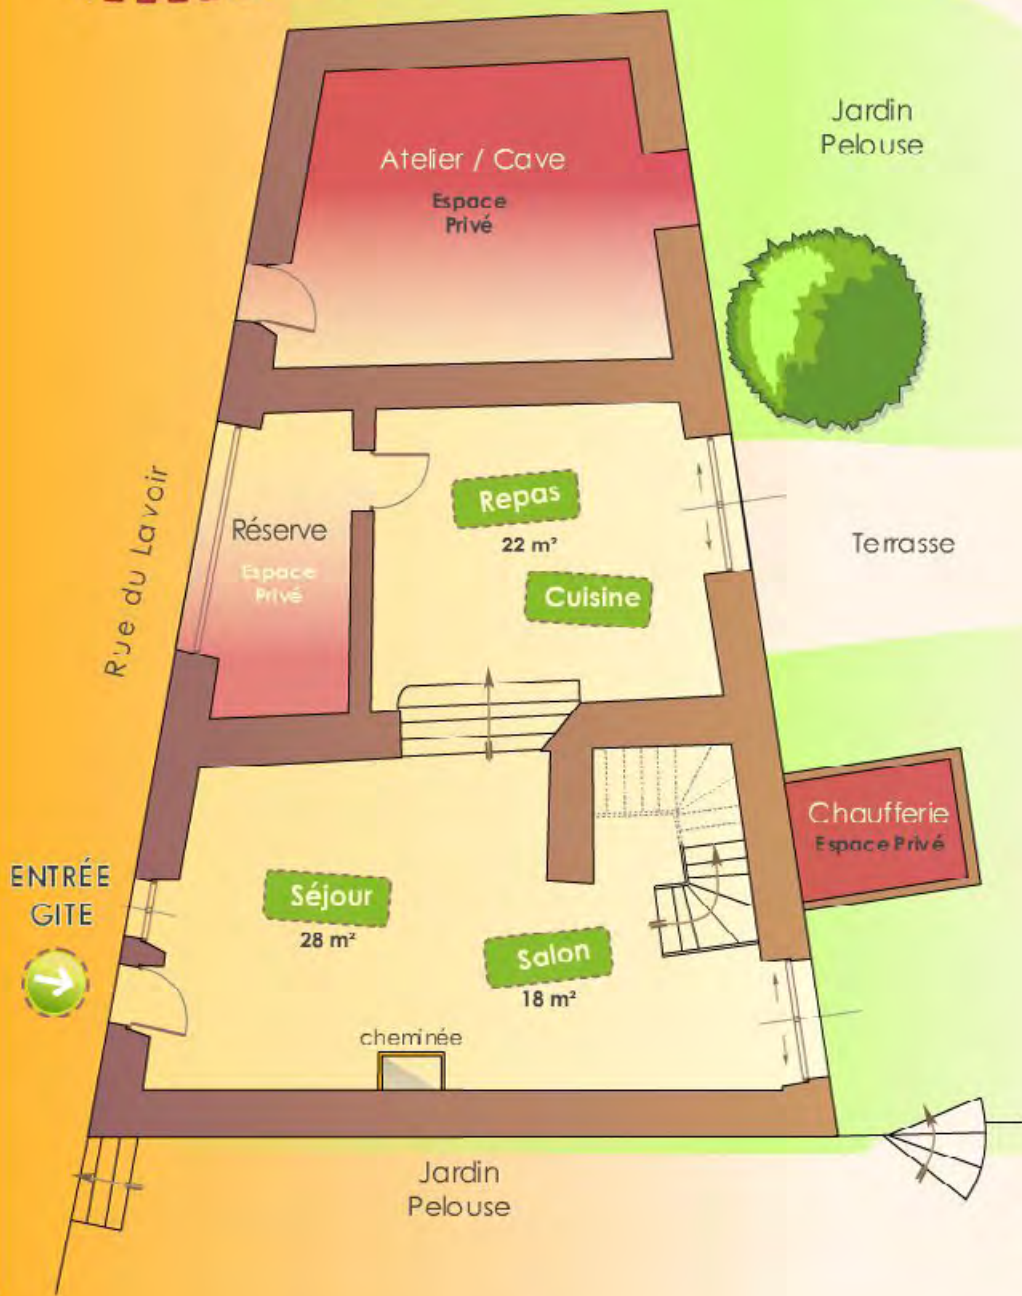 Jardin
Pelouse
Atelier / Cave
Espace
Privé
Rue du Lavoir
Réserve
Espace
Privé
Repas
22 m²
Cuisine
Terrasse
Chaufferie
Espace Privé
ENTRÉE
GITE
Séjour
28 m²
Salon
18 m²
cheminée
Jardin
Pelouse